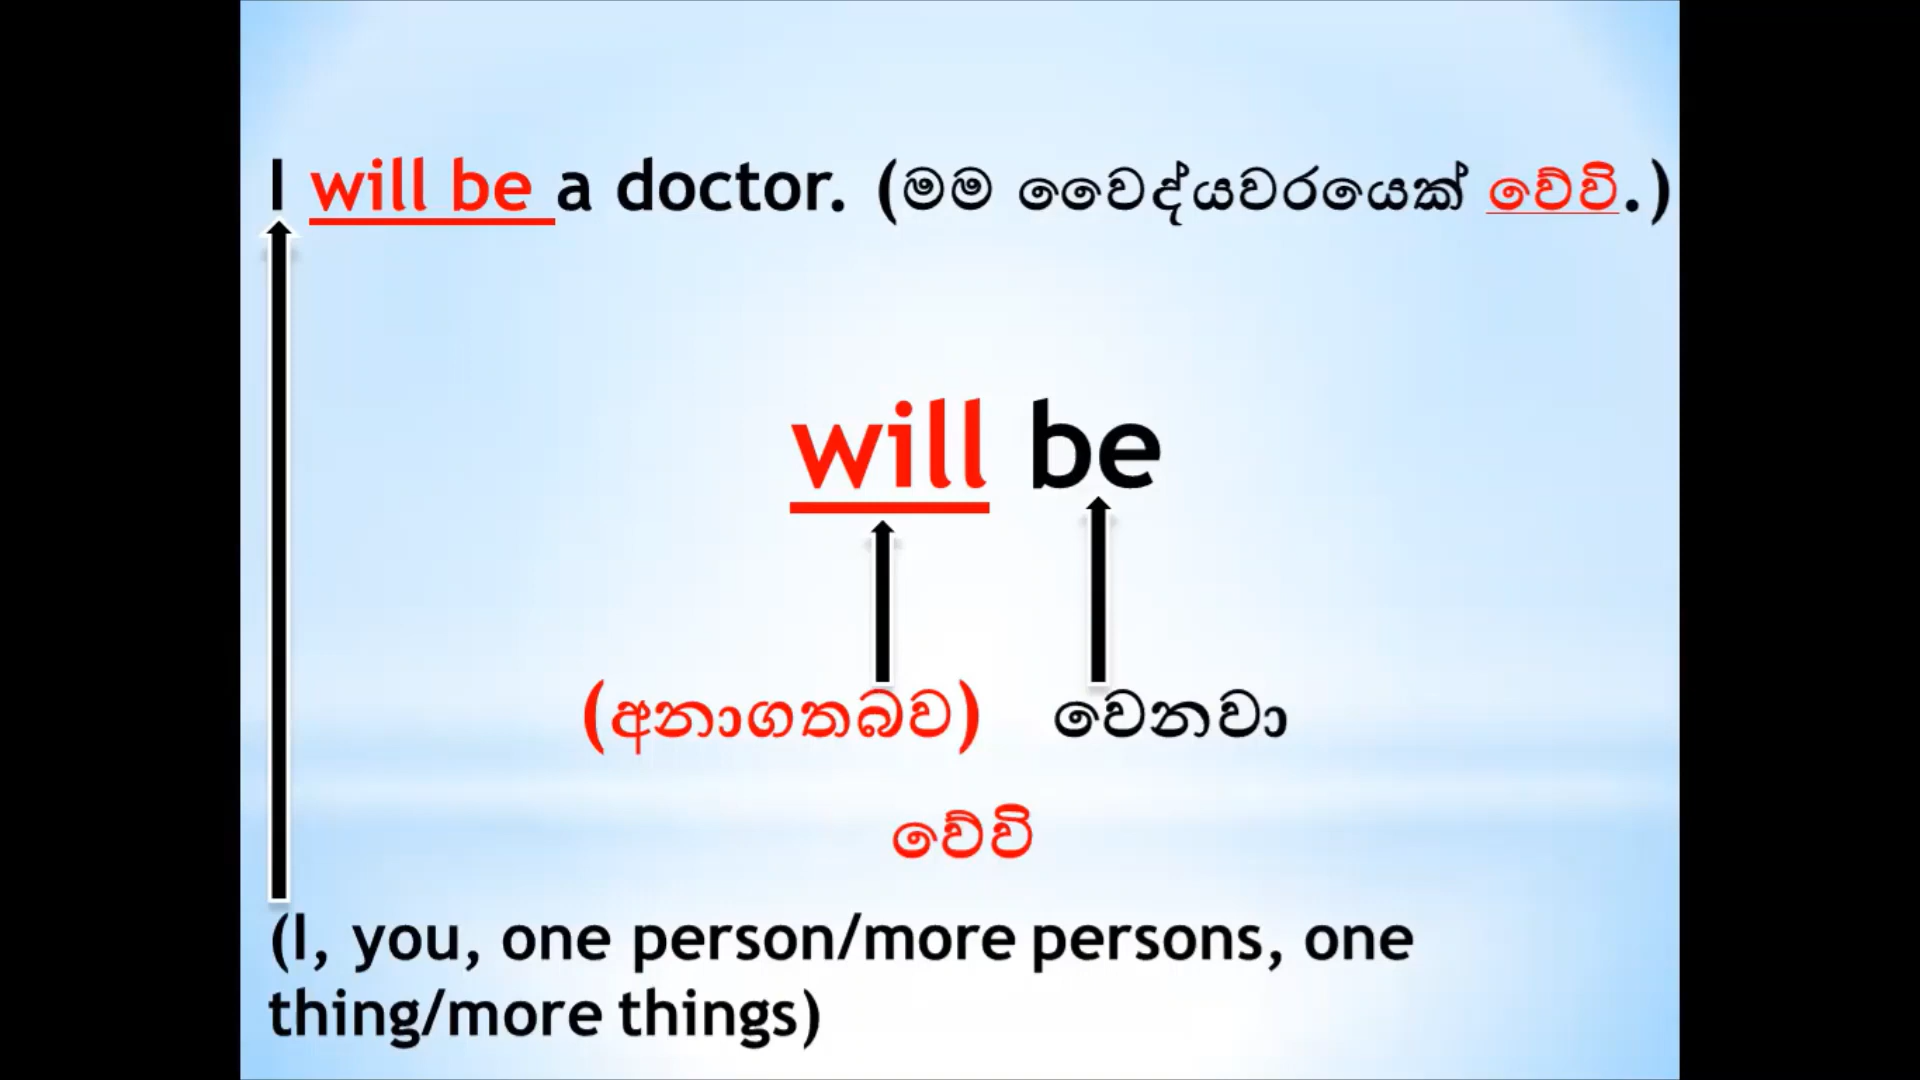 I will be a doctor. (මම වෛද්යවරයෙක් වේවි.)
will be
(අනාගතබව) වෙනවා
වේවි
(I, you, one person/more persons, one
thing/more things)